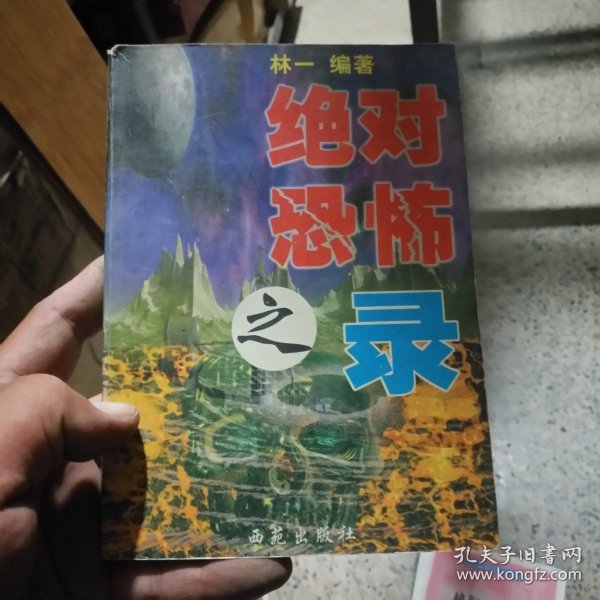 林一 编著
绝对
恐怖
之录
西苑出版社
孔夫子旧书网
www.kongfz.com